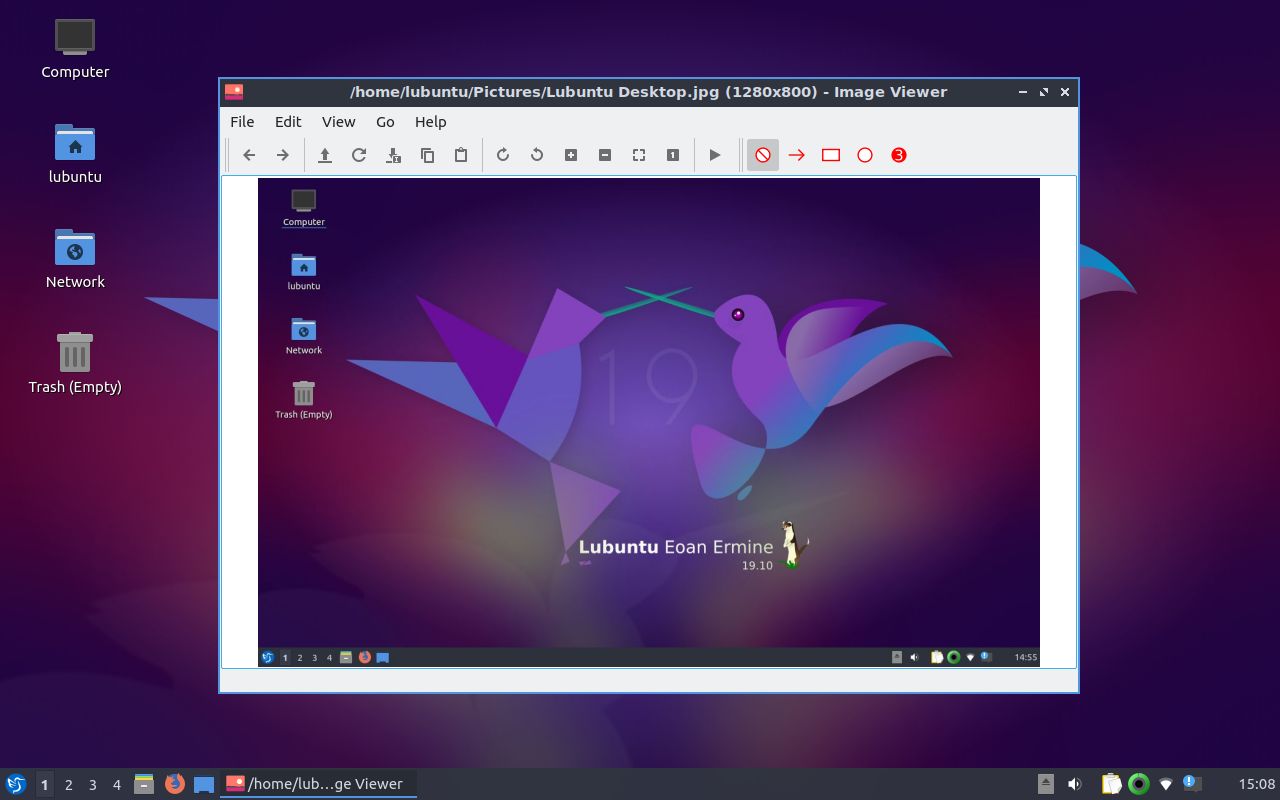 Computer
lubuntu
Network
Trash (Empty)
/home/lubuntu/Pictures/Lubuntu Desktop.jpg (1280x800) - Image Viewer
File Edit View Go Help
1
3
Computer
lubuntu
Network
Trash (Empty)
19
Lubuntu Eoan Ermine
19.10
1 2 3 4
14:55
1 2 3 4
/home/lub...ge Viewer
15:08